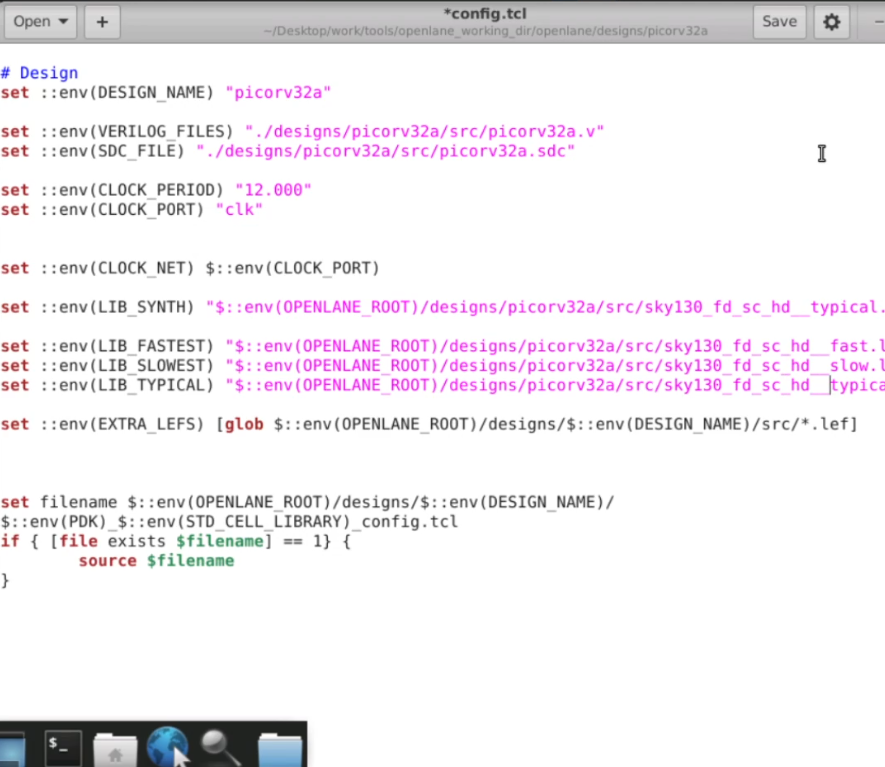 Open
+
*config.tcl
~/Desktop/work/tools/openlane_working_dir/openlane/designs/picorv32a
Save
# Design
set ::env(DESIGN_NAME) "picorv32a"
set ::env(VERILOG_FILES) "./designs/picorv32a/src/picorv32a.v"
set ::env(SDC_FILE) "./designs/picorv32a/src/picorv32a.sdc"
set ::env(CLOCK_PERIOD) "12.000"
set ::env(CLOCK_PORT) "clk"
set ::env(CLOCK_NET) $::env(CLOCK_PORT)
set ::env(LIB_SYNTH) "$::env(OPENLANE_ROOT)/designs/picorv32a/src/sky130_fd_sc_hd__typical.
set ::env(LIB_FASTEST) "$::env(OPENLANE_ROOT)/designs/picorv32a/src/sky130_fd_sc_hd__fast.l
set ::env(LIB_SLOWEST) "$::env(OPENLANE_ROOT)/designs/picorv32a/src/sky130_fd_sc_hd__slow.l
set ::env(LIB_TYPICAL) "$::env(OPENLANE_ROOT)/designs/picorv32a/src/sky130_fd_sc_hd__typica
set ::env(EXTRA_LEFS) [glob $::env(OPENLANE_ROOT)/designs/$::env(DESIGN_NAME)/src/*.lef]
set filename $::env(OPENLANE_ROOT)/designs/$::env(DESIGN_NAME)/
$::env(PDK)_$::env(STD_CELL_LIBRARY)_config.tcl
if { [file exists $filename] == 1} {
source $filename
}
$_